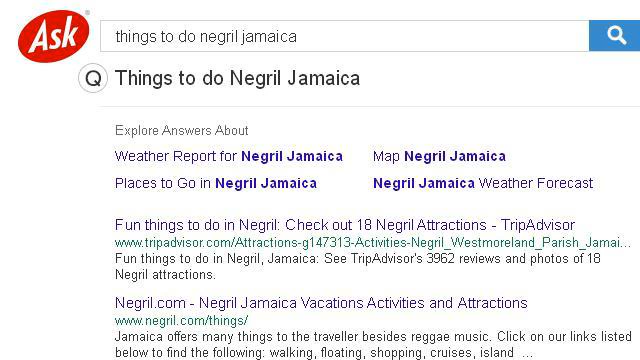 Ask®
things to do negril jamaica
Q Things to do Negril Jamaica
Explore Answers About
Weather Report for Negril Jamaica Map Negril Jamaica
Places to Go in Negril Jamaica Negril Jamaica Weather Forecast
Fun things to do in Negril: Check out 18 Negril Attractions - TripAdvisor
www.tripadvisor.com/Attractions-g147313-Activities-Negril_Westmoreland_Parish_Jamai...
Fun things to do in Negril, Jamaica: See TripAdvisor's 3962 reviews and photos of 18
Negril attractions.
Negril.com - Negril Jamaica Vacations Activities and Attractions
www.negril.com/things/
Jamaica offers many things to the traveller besides reggae music. Click on our links listed
below to find the following: walking, floating, shopping, cruises, island ...